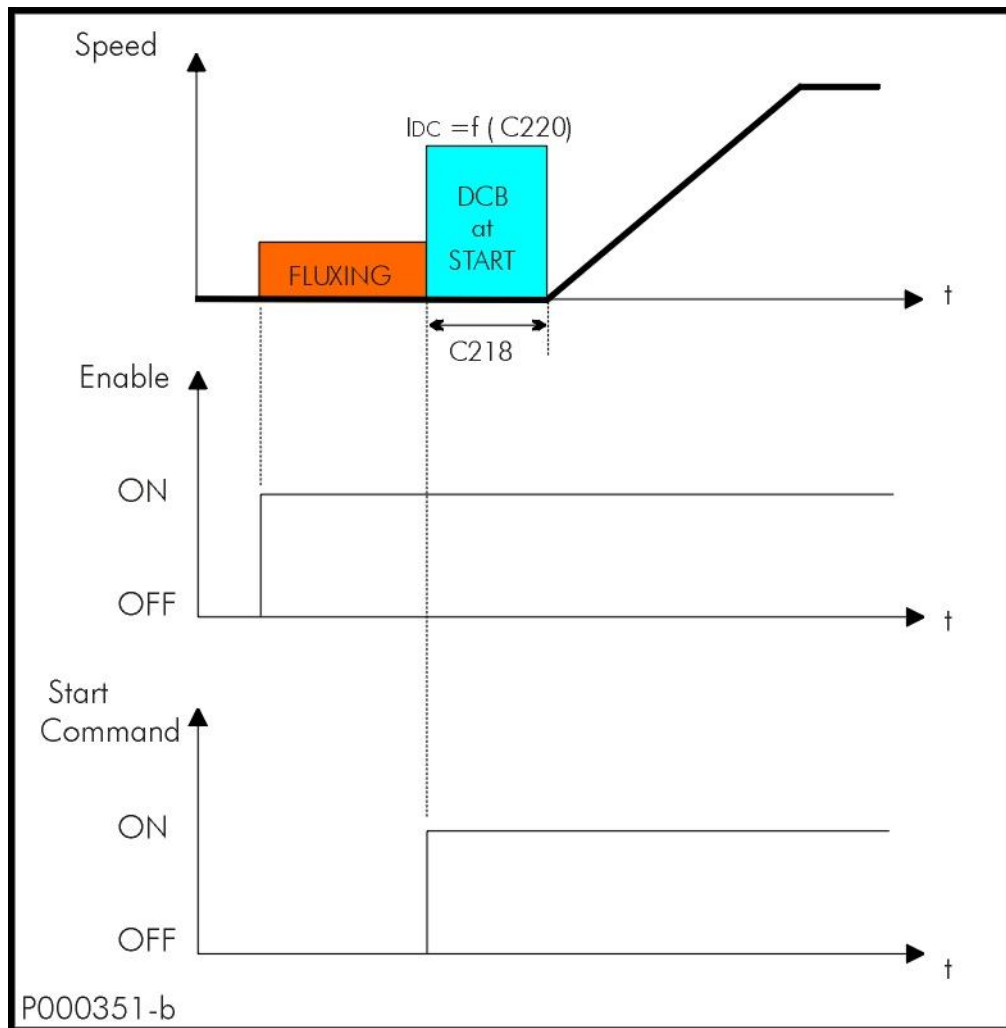 Speed
IDC =f ( C220)
DCB
at
START
FLUXING
t
C218
Enable
ON
OFF
t
Start
Command
ON
OFF
t
P000351-b